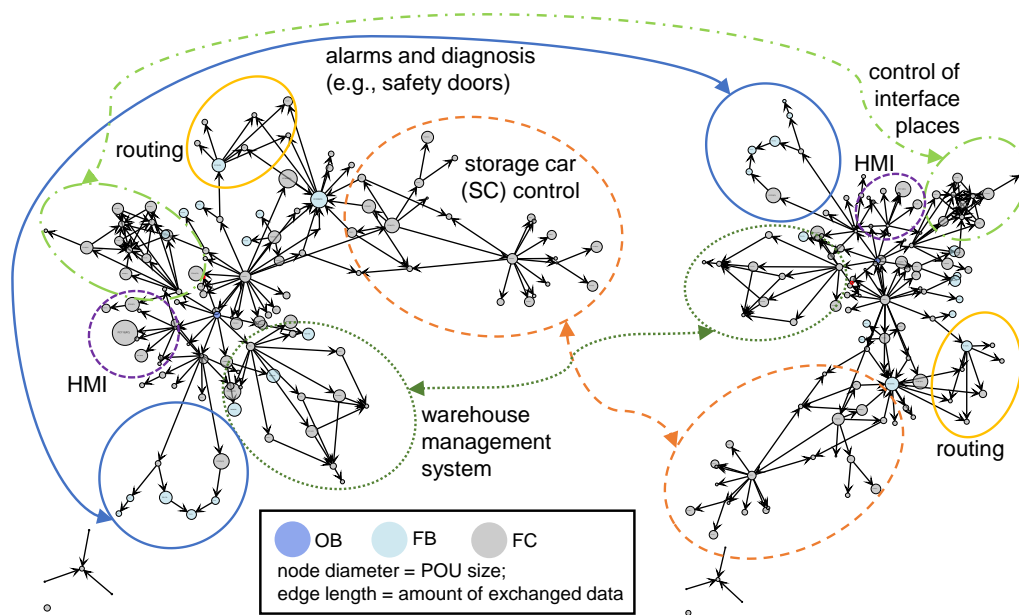 alarms and diagnosis
(e.g., safety doors)
control of
interface
places
routing
storage car
(SC) control
HMI
HMI
warehouse
management
system
routing
OB FB FC
node diameter = POU size;
edge length = amount of exchanged data